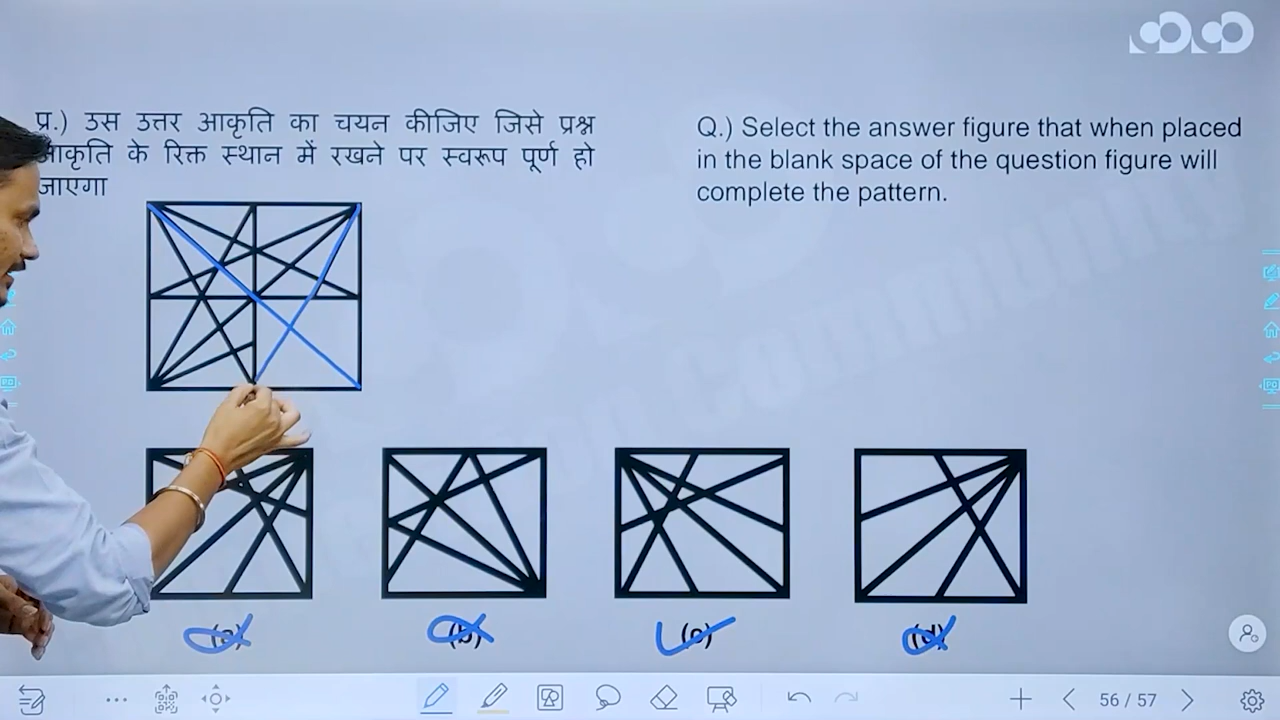 प्र.) उस उत्तर आकृति का चयन कीजिए जिसे प्रश्न
आकृति के रिक्त स्थान में रखने पर स्वरूप पूर्ण हो
जाएगा
Q.) Select the answer figure that when placed
in the blank space of the question figure will
complete the pattern.
(a)
(b)
(c)
(d)
56 / 57